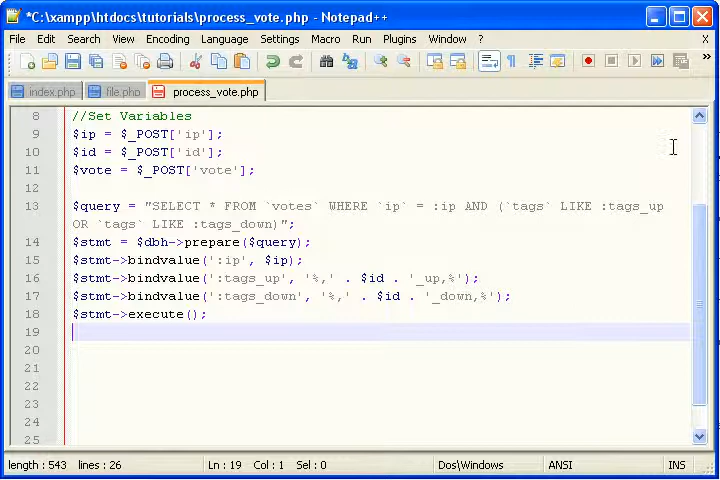 *C:\xampp\htdocs\tutorials\process_vote.php - Notepad++
File Edit Search View Encoding Language Settings Macro Run Plugins Window ? X
index.php file.php process_vote.php
8 //Set Variables
9 $ip = $_POST['ip'];
10 $id = $_POST['id'];
11 $vote = $_POST['vote'];
12
13 $query = "SELECT * FROM `votes` WHERE `ip` = :ip AND (`tags` LIKE :tags_up
OR `tags` LIKE :tags_down)";
14 $stmt = $dbh->prepare($query);
15 $stmt->bindvalue(':ip', $ip);
16 $stmt->bindvalue(':tags_up', '%,' . $id . '_up,%');
17 $stmt->bindvalue(':tags_down', '%,' . $id . '_down,%');
18 $stmt->execute();
19
20
21
22
23
24
25
length : 543 lines : 26 Ln : 19 Col : 1 Sel : 0 Dos\Windows ANSI INS